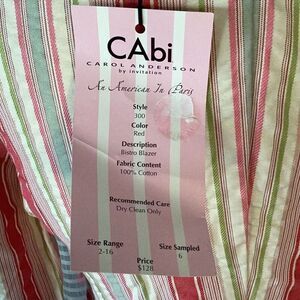 CAbi
CAROL ANDERSON
by invitation
An American In Paris
Style
300
Color
Red
Description
Bistro Blazer
Fabric Content
100% Cotton
Recommended Care
Dry Clean Only
Size Range
2-16
Size Sampled
6
Price
$128